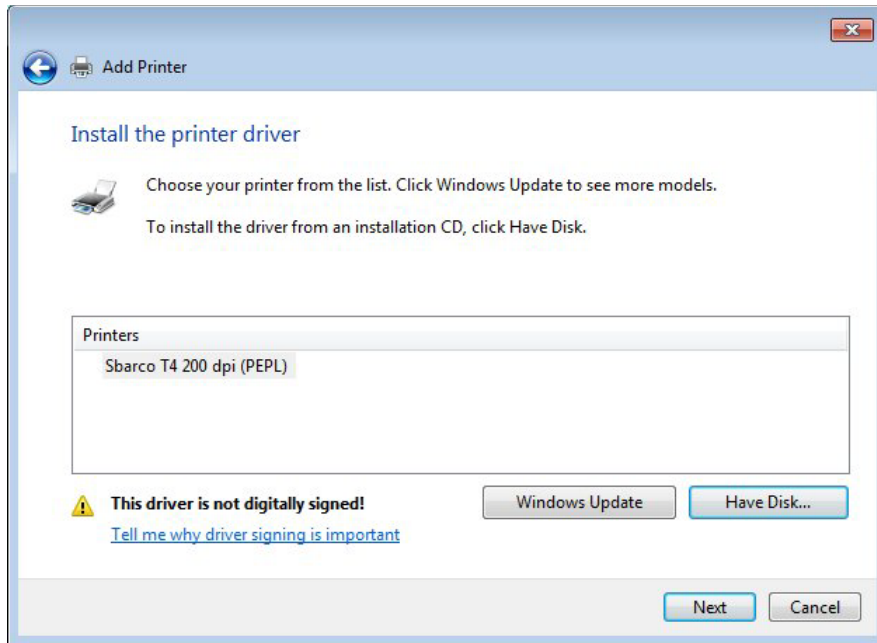 Add Printer
Install the printer driver
Choose your printer from the list. Click Windows Update to see more models.
To install the driver from an installation CD, click Have Disk.
Printers
Sbarco T4 200 dpi (PEPL)
This driver is not digitally signed!
Windows Update
Have Disk...
Tell me why driver signing is important
Next
Cancel